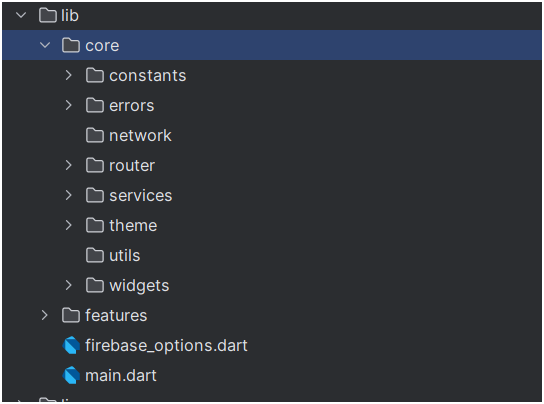 lib
core
constants
errors
network
router
services
theme
utils
widgets
features
firebase_options.dart
main.dart